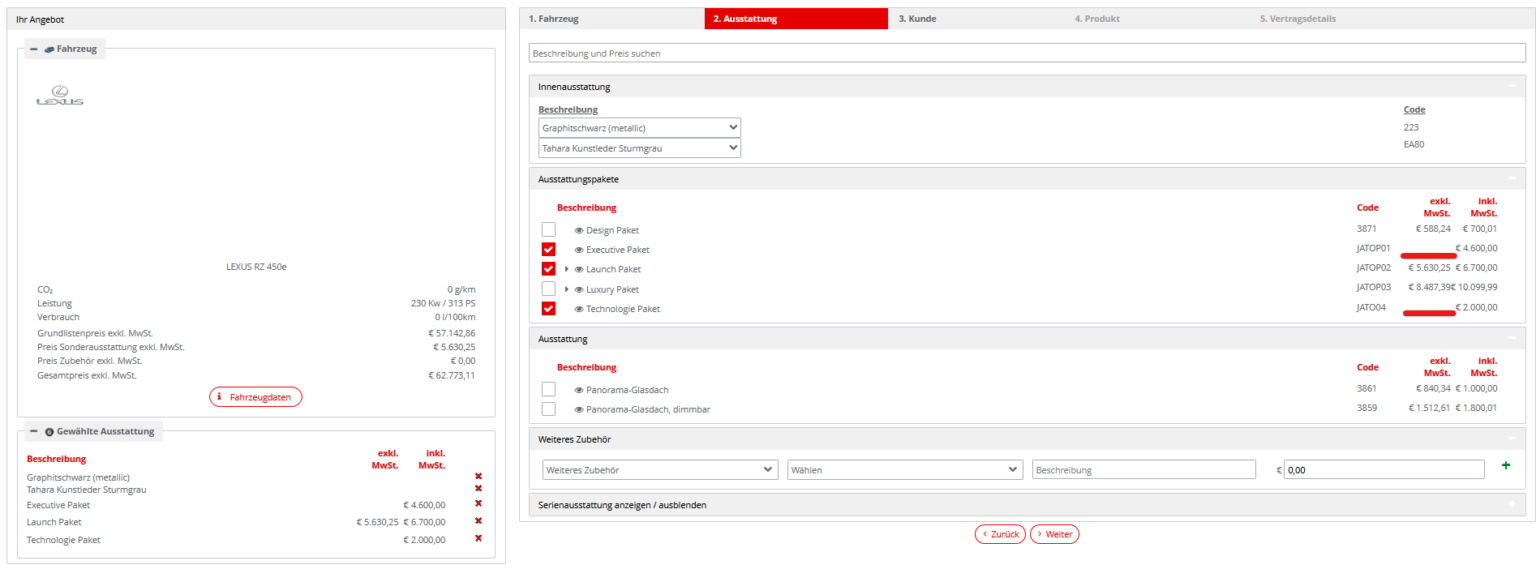 Ihr Angebot
Fahrzeug
LEXUS
LEXUS RZ 450e
CO₂ 0 g/km
Leistung 230 Kw / 313 PS
Verbrauch 0 l/100km
Grundlistenpreis exkl. MwSt. € 57.142,86
Preis Sonderausstattung exkl. MwSt. € 5.630,25
Preis Zubehör exkl. MwSt. € 0,00
Gesamtpreis exkl. MwSt. € 62.773,11
Fahrzeugdaten
Gewählte Ausstattung
Beschreibung exkl. MwSt. inkl. MwSt.
Graphitschwarz (metallic)
Tahara Kunstleder Sturmgrau
Executive Paket € 4.600,00
Launch Paket € 5.630,25 € 6.700,00
Technologie Paket € 2.000,00
1. Fahrzeug 2. Ausstattung 3. Kunde 4. Produkt 5. Vertragsdetails
Beschreibung und Preis suchen
Innenausstattung
Beschreibung Code
Graphitschwarz (metallic) 223
Tahara Kunstleder Sturmgrau EA80
Ausstattungspakete
Beschreibung Code exkl. MwSt. inkl. MwSt.
Design Paket 3871 € 588,24 € 700,01
Executive Paket JATOP01 € 4.600,00
Launch Paket JATOP02 € 5.630,25 € 6.700,00
Luxury Paket JATOP03 € 8.487,39 € 10.099,99
Technologie Paket JATO04 € 2.000,00
Ausstattung
Beschreibung Code exkl. MwSt. inkl. MwSt.
Panorama-Glasdach 3861 € 840,34 € 1.000,00
Panorama-Glasdach, dimmbar 3859 € 1.512,61 € 1.800,01
Weiteres Zubehör
Weiteres Zubehör Wählen Beschreibung € 0,00
Serienausstattung anzeigen / ausblenden
Zurück Weiter